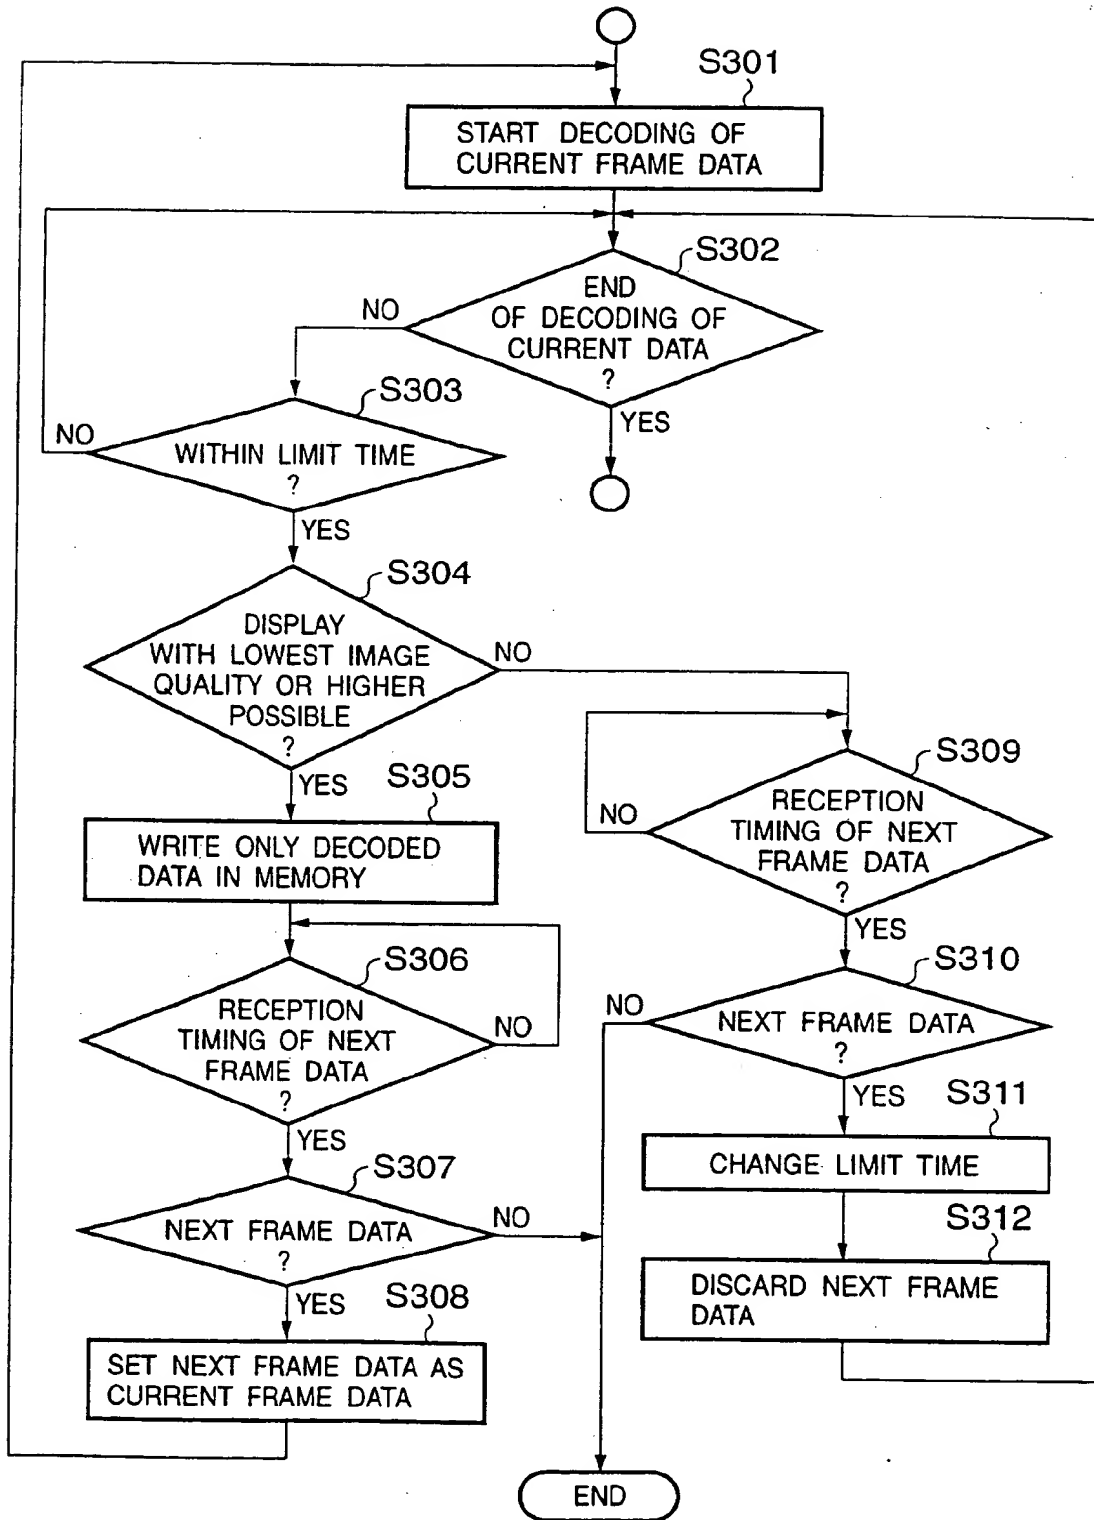 S301
START DECODING OF
CURRENT FRAME DATA
S302
END
OF DECODING OF
CURRENT DATA
?
NO
YES
S303
WITHIN LIMIT TIME
?
NO
YES
S304
DISPLAY
WITH LOWEST IMAGE
QUALITY OR HIGHER
POSSIBLE
?
NO
YES
S305
WRITE ONLY DECODED
DATA IN MEMORY
S306
RECEPTION
TIMING OF NEXT
FRAME DATA
?
NO
YES
S307
NEXT FRAME DATA
?
NO
YES
S308
SET NEXT FRAME DATA AS
CURRENT FRAME DATA
S309
RECEPTION
TIMING OF NEXT
FRAME DATA
?
NO
YES
S310
NEXT FRAME DATA
?
NO
YES
S311
CHANGE LIMIT TIME
S312
DISCARD NEXT FRAME
DATA
END